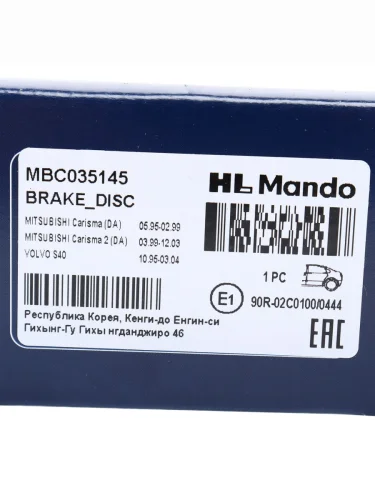 MBC035145
BRAKE_DISC
HL Mando
MITSUBISHI Carisma (DA) 05.95-02.99
MITSUBISHI Carisma 2 (DA) 03.99-12.03
VOLVO S40 10.95-03.04
1 PC
E1 90R-02C0100/0444
Республика Корея, Кенги-до Енгин-си
Гихынг-Гу Гихы нгданджиро 46
EAC